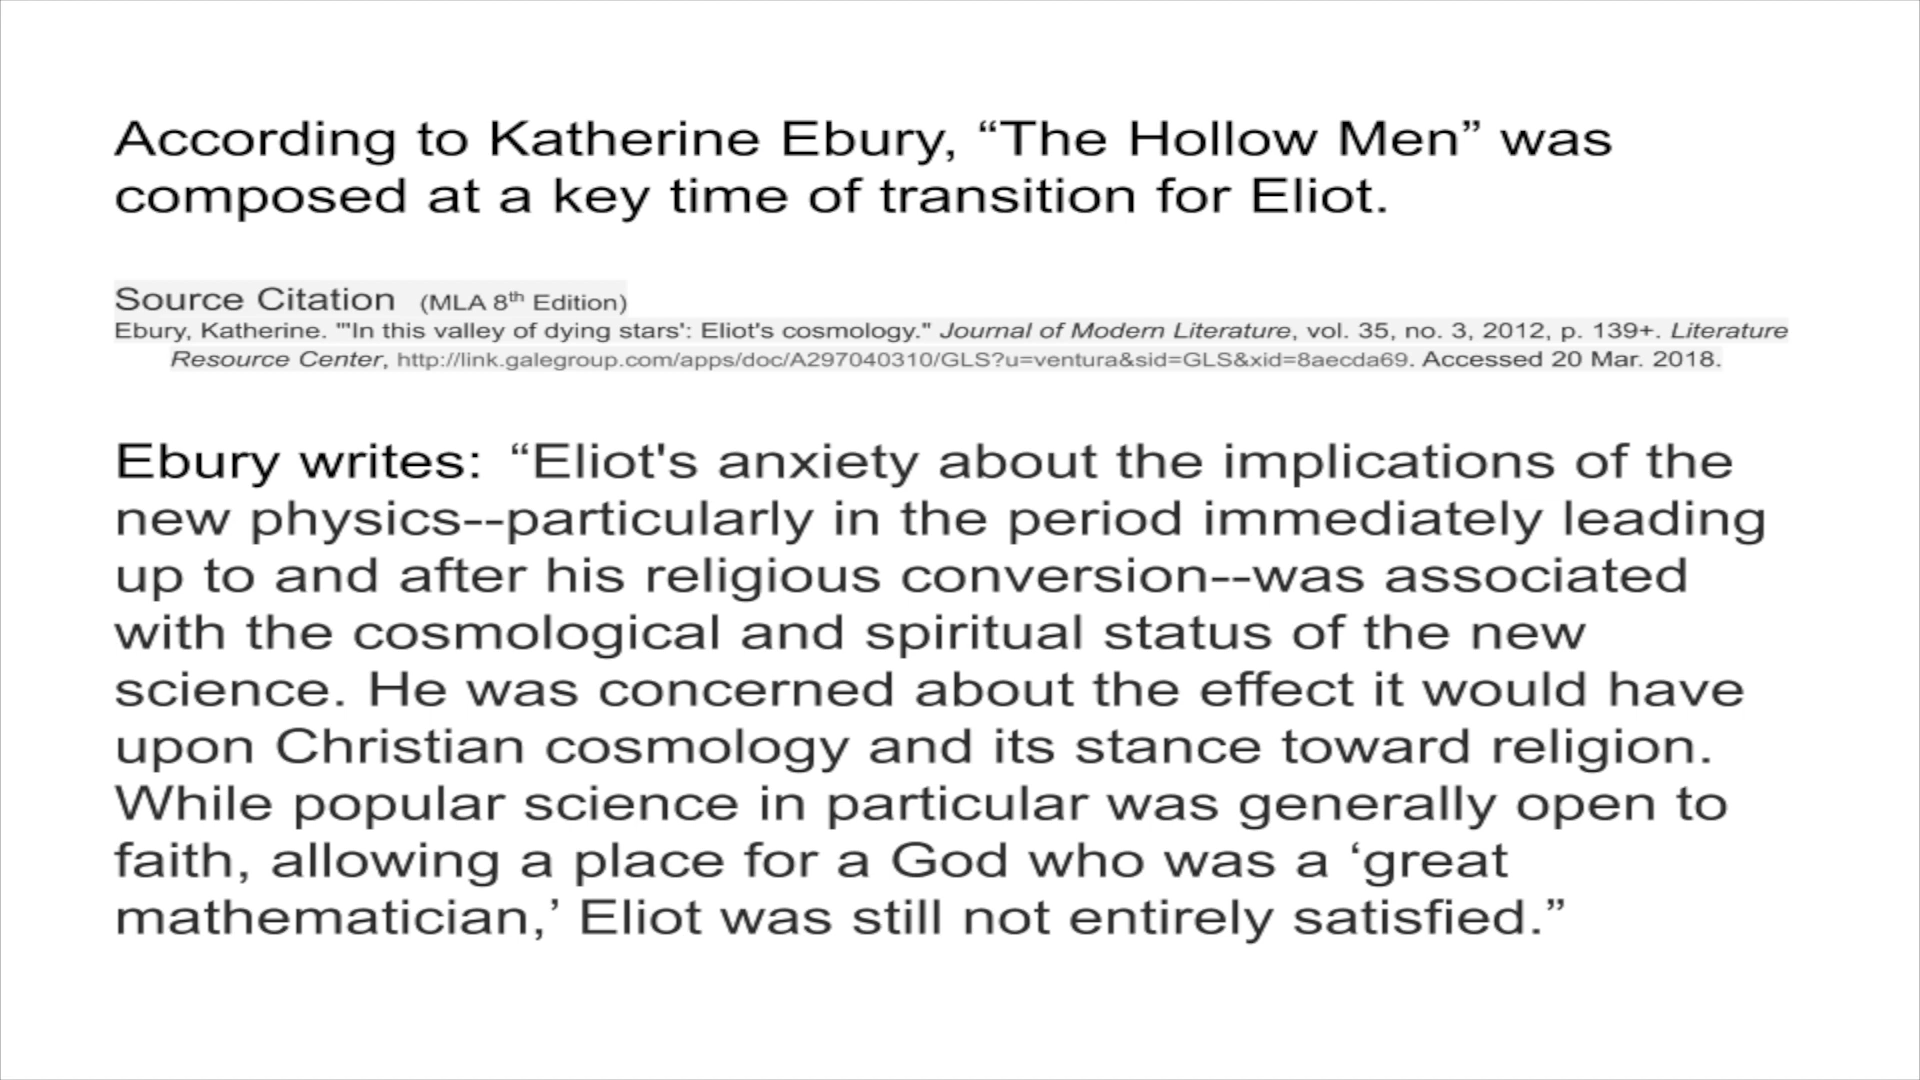 According to Katherine Ebury, “The Hollow Men” was
composed at a key time of transition for Eliot.
Source Citation (MLA 8th Edition)
Ebury, Katherine. "'In this valley of dying stars': Eliot's cosmology." Journal of Modern Literature, vol. 35, no. 3, 2012, p. 139+. Literature
Resource Center, http://link.galegroup.com/apps/doc/A297040310/GLS?u=ventura&sid=GLS&xid=8aecda69. Accessed 20 Mar. 2018.
Ebury writes: “Eliot's anxiety about the implications of the
new physics--particularly in the period immediately leading
up to and after his religious conversion--was associated
with the cosmological and spiritual status of the new
science. He was concerned about the effect it would have
upon Christian cosmology and its stance toward religion.
While popular science in particular was generally open to
faith, allowing a place for a God who was a ‘great
mathematician,’ Eliot was still not entirely satisfied.”